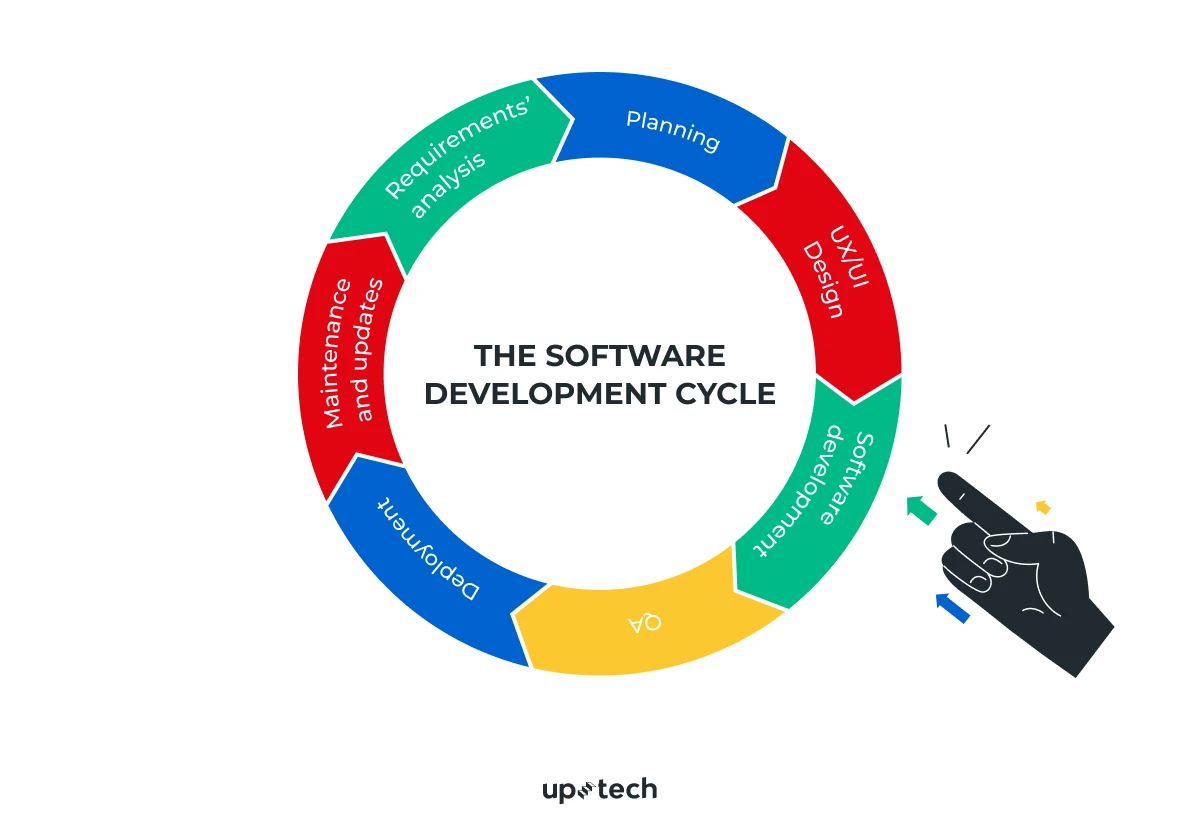 Requirements'
analysis
Planning
UX/UI
Design
Software
development
QA
Deployment
Maintenance
and updates
THE SOFTWARE
DEVELOPMENT CYCLE
uptech